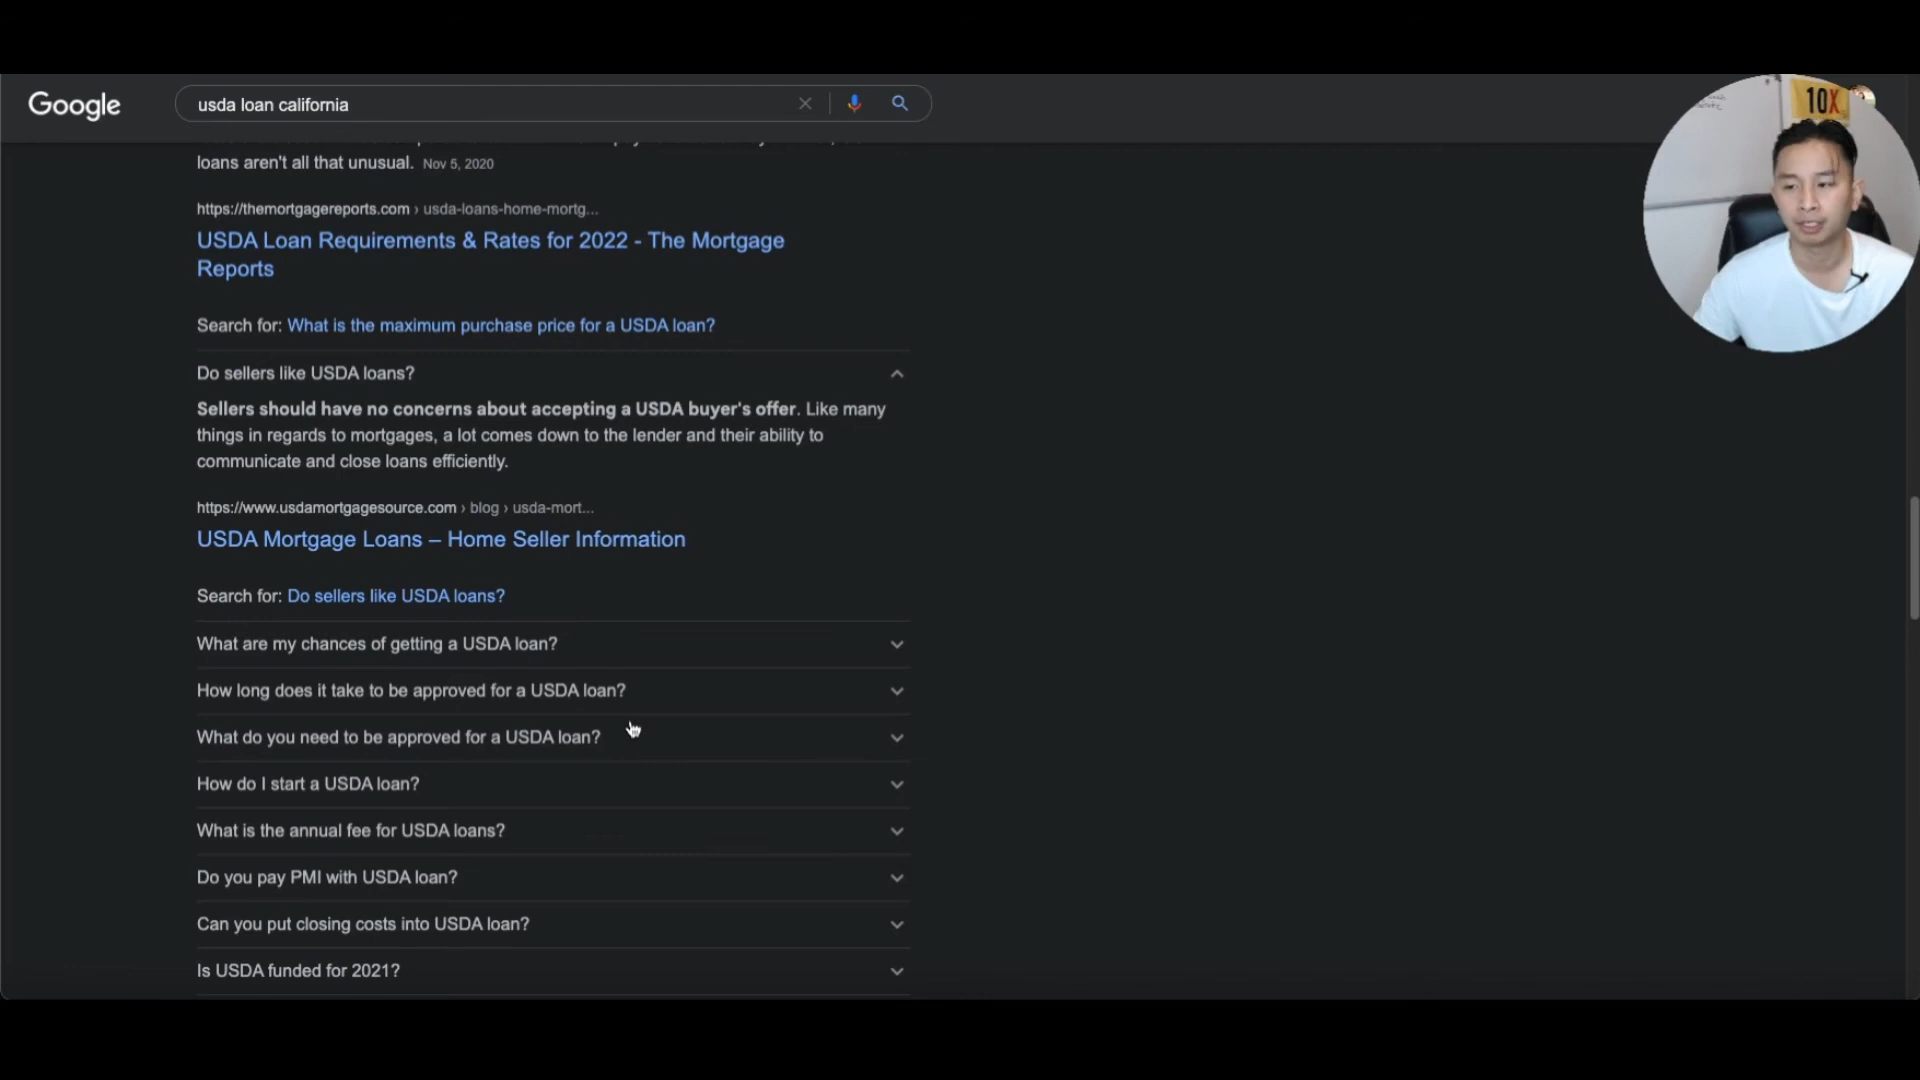 Google
usda loan california
10X
loans aren't all that unusual. Nov 5, 2020
https://themortgagereports.com › usda-loans-home-mortg...
USDA Loan Requirements & Rates for 2022 - The Mortgage
Reports
Search for: What is the maximum purchase price for a USDA loan?
Do sellers like USDA loans?
Sellers should have no concerns about accepting a USDA buyer's offer. Like many
things in regards to mortgages, a lot comes down to the lender and their ability to
communicate and close loans efficiently.
https://www.usdamortgagesource.com › blog › usda-mort...
USDA Mortgage Loans – Home Seller Information
Search for: Do sellers like USDA loans?
What are my chances of getting a USDA loan?
How long does it take to be approved for a USDA loan?
What do you need to be approved for a USDA loan?
How do I start a USDA loan?
What is the annual fee for USDA loans?
Do you pay PMI with USDA loan?
Can you put closing costs into USDA loan?
Is USDA funded for 2021?